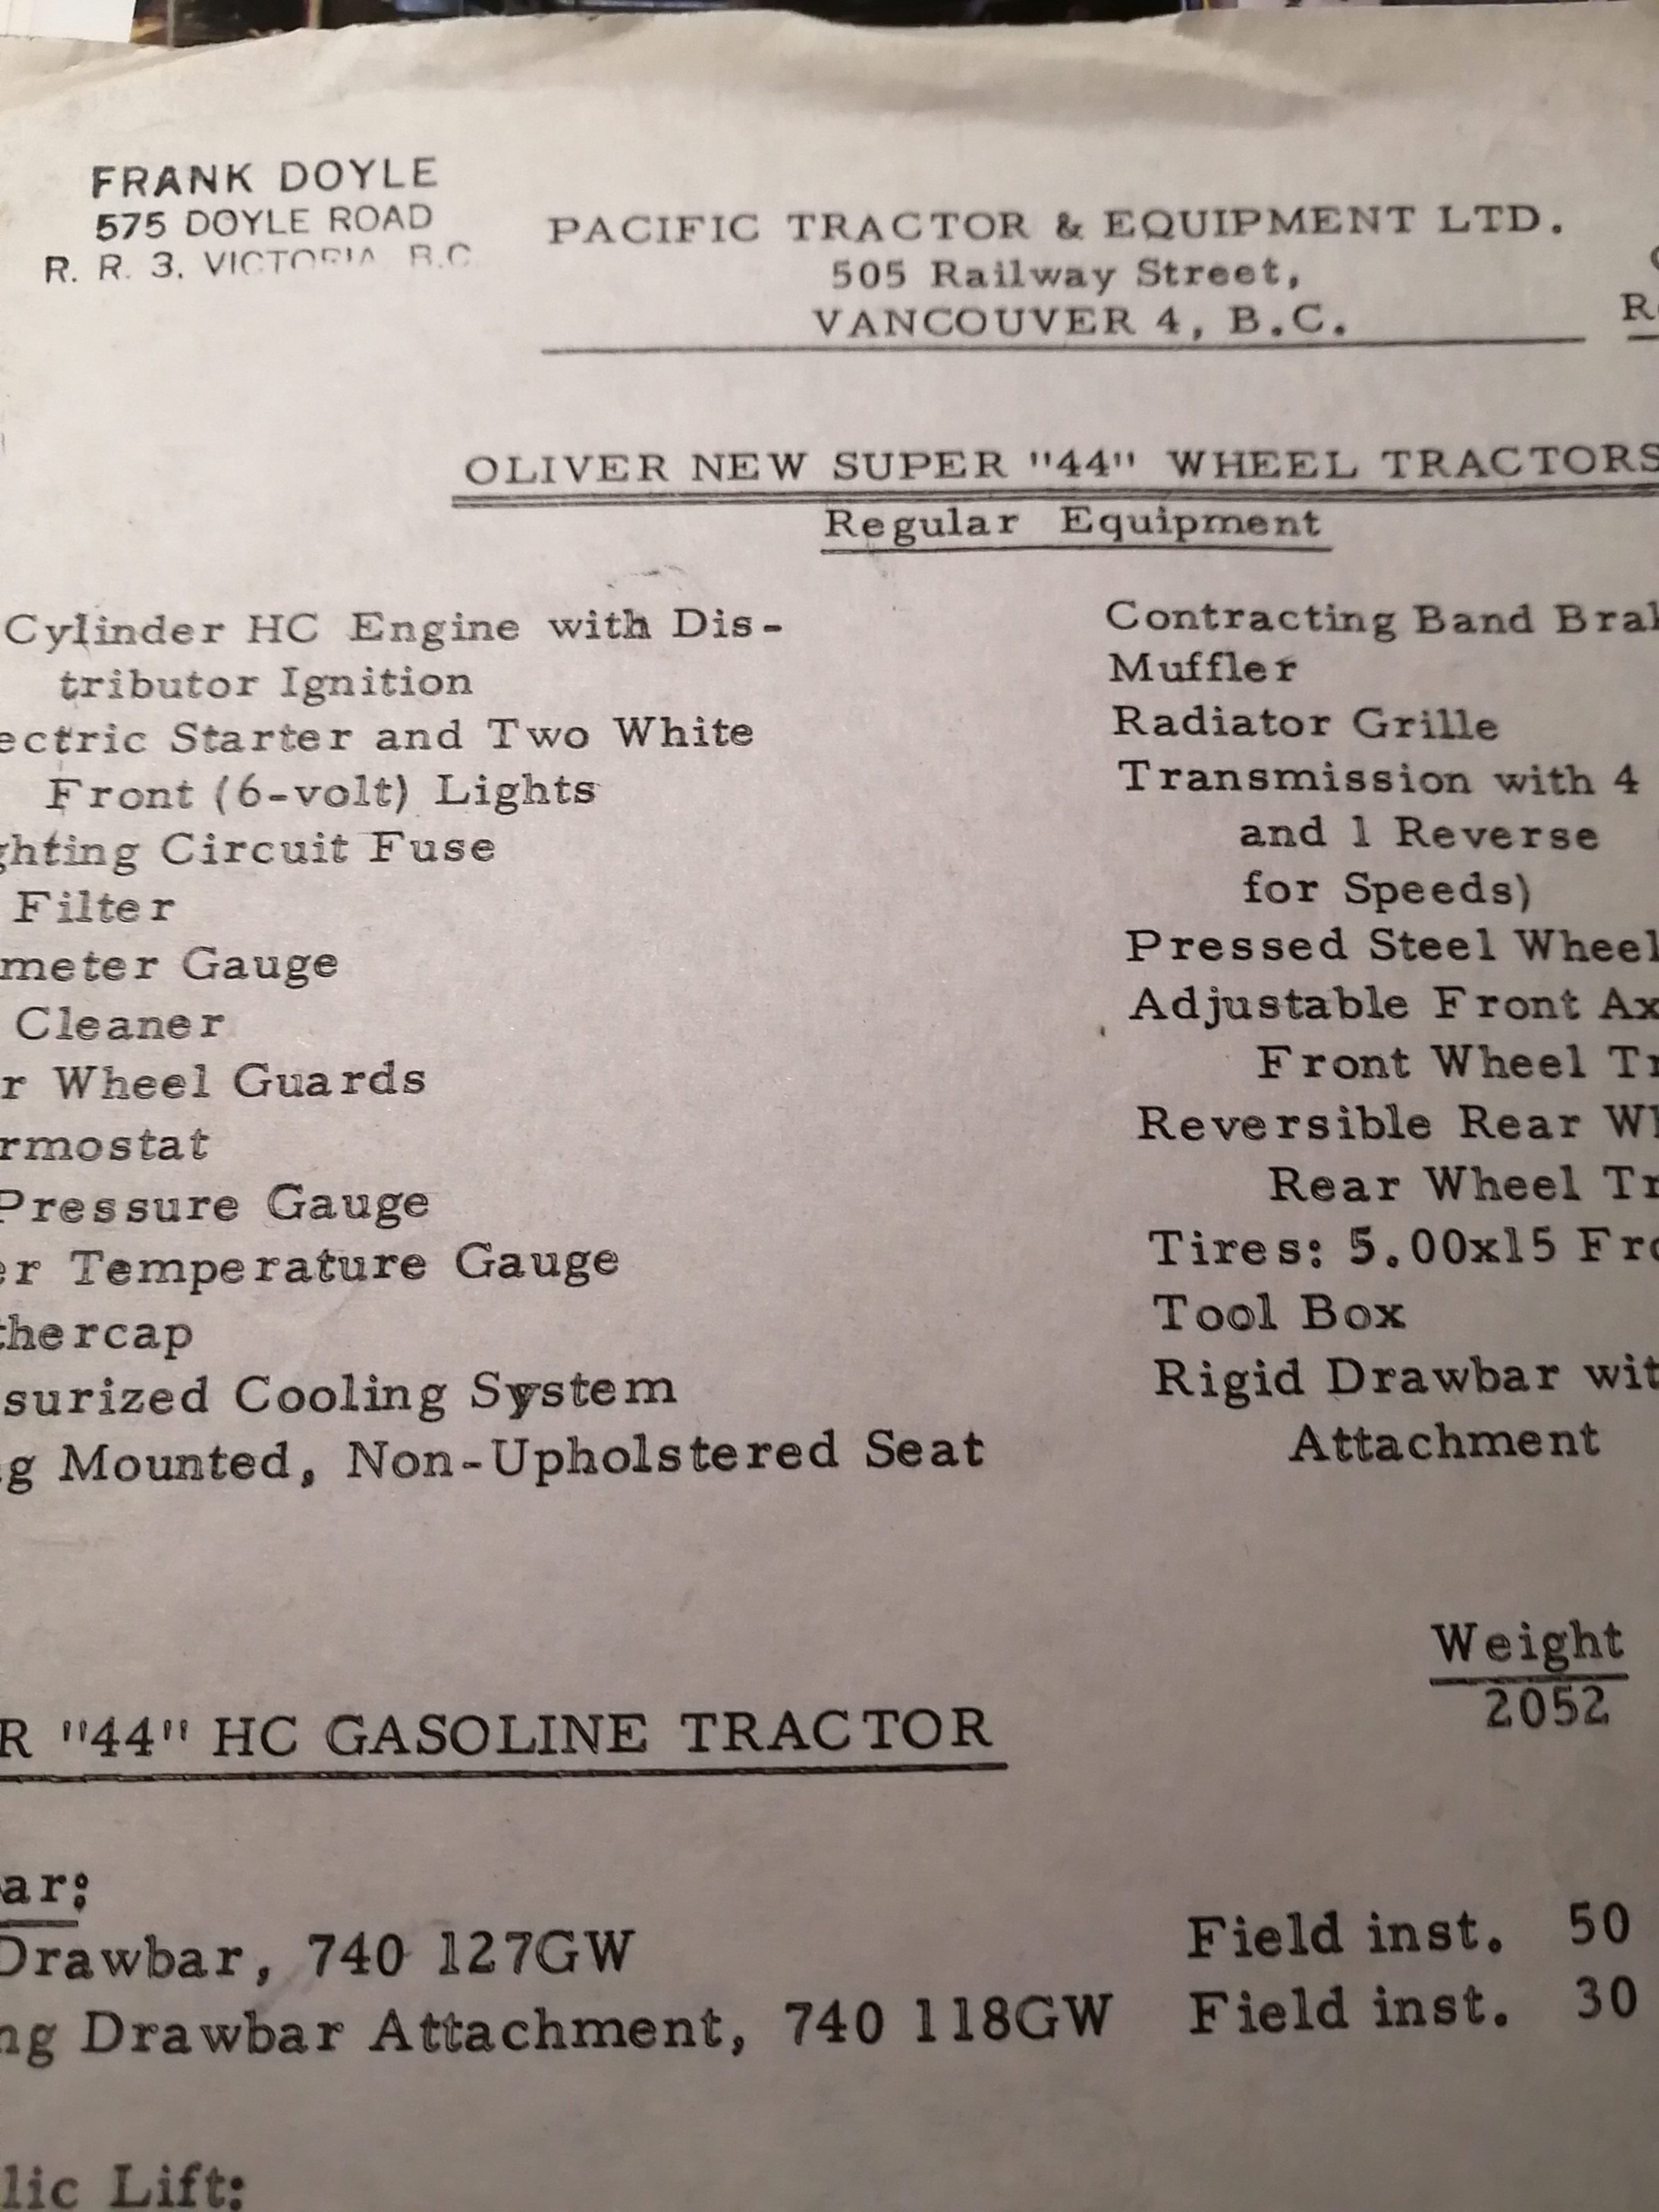 FRANK DOYLE
575 DOYLE ROAD
R. R. 3. VICTORIA B.C.
PACIFIC TRACTOR & EQUIPMENT LTD.
505 Railway Street,
VANCOUVER 4, B.C.
OLIVER NEW SUPER "44" WHEEL TRACTORS
Regular Equipment
Cylinder HC Engine with Dis-
tributor Ignition
ectric Starter and Two White
Front (6-volt) Lights
ghting Circuit Fuse
Filter
meter Gauge
Cleaner
r Wheel Guards
rmostat
Pressure Gauge
er Temperature Gauge
thercap
surized Cooling System
g Mounted, Non-Upholstered Seat
Contracting Band Brak
Muffler
Radiator Grille
Transmission with 4
and 1 Reverse
for Speeds)
Pressed Steel Wheel
Adjustable Front Ax
Front Wheel Tr
Reversible Rear Wh
Rear Wheel Tr
Tires: 5.00x15 Fro
Tool Box
Rigid Drawbar wit
Attachment
Weight
R "44" HC GASOLINE TRACTOR 2052
ar:
Drawbar, 740 127GW Field inst. 50
ng Drawbar Attachment, 740 118GW Field inst. 30
lic Lift: